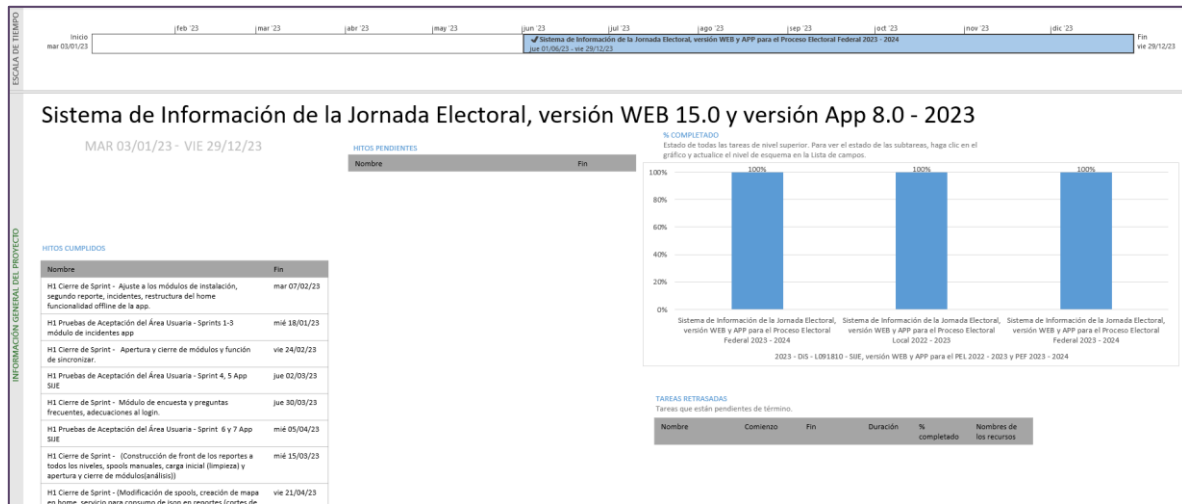 ESCALA DE TIEMPO
Inicio
mar 03/01/23
feb '23
mar '23
abr '23
may '23
jun '23
jul '23
ago '23
sep '23
oct '23
nov '23
dic '23
Sistema de Información de la Jornada Electoral, versión WEB y APP para el Proceso Electoral Federal 2023 - 2024
jue 01/06/23 - vie 29/12/23
Fin
vie 29/12/23
INFORMACIÓN GENERAL DEL PROYECTO
Sistema de Información de la Jornada Electoral, versión WEB 15.0 y versión App 8.0 - 2023
MAR 03/01/23 - VIE 29/12/23
HITOS PENDIENTES
Nombre Fin
% COMPLETADO
Estado de todas las tareas de nivel superior. Para ver el estado de las subtareas, haga clic en el
gráfico y actualice el nivel de esquema en la Lista de campos.
100% 100% 100%
100%
80%
60%
40%
20%
0%
Sistema de Información de la Jornada Electoral,
versión WEB y APP para el Proceso Electoral
Federal 2023 - 2024
Sistema de Información de la Jornada Electoral,
versión WEB y APP para el Proceso Electoral
Local 2022 - 2023
Sistema de Información de la Jornada Electoral,
versión WEB y APP para el Proceso Electoral
Federal 2023 - 2024
2023 - DIS - L091810 - SIJE, versión WEB y APP para el PEL 2022 - 2023 y PEF 2023 - 2024
HITOS CUMPLIDOS
Nombre Fin
H1 Cierre de Sprint - Ajuste a los módulos de instalación, mar 07/02/23
segundo reporte, incidentes, restructura del home
funcionalidad offline de la app.
H1 Pruebas de Aceptación del Área Usuaria - Sprints 1-3 mié 18/01/23
módulo de incidentes app
H1 Cierre de Sprint - Apertura y cierre de módulos y función vie 24/02/23
de sincronizar.
H1 Pruebas de Aceptación del Área Usuaria - Sprint 4, 5 App jue 02/03/23
SIJE
H1 Cierre de Sprint - Módulo de encuesta y preguntas jue 30/03/23
frecuentes, adecuaciones al login.
H1 Pruebas de Aceptación del Área Usuaria - Sprint 6 y 7 App mié 05/04/23
SIJE
H1 Cierre de Sprint - (Construcción de front de los reportes a mié 15/03/23
todos los niveles, spools manuales, carga inicial (limpieza) y
apertura y cierre de módulos(análisis))
H1 Cierre de Sprint - (Modificación de spools, creación de mapa vie 21/04/23
en home, servicio para consumo de json en reportes (cortes de
TAREAS RETRASADAS
Tareas que están pendientes de término.
Nombre Comienzo Fin Duración % completado Nombres de los recursos